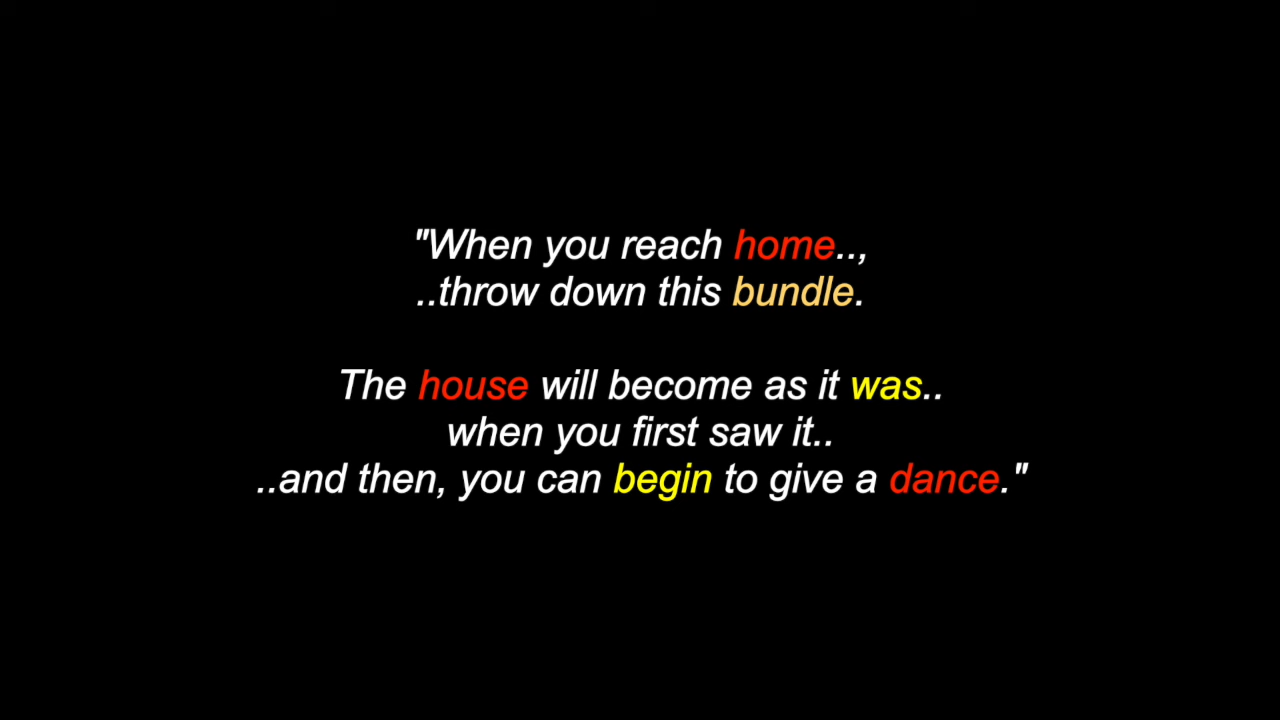 "When you reach home..,
..throw down this bundle.
The house will become as it was..
when you first saw it..
..and then, you can begin to give a dance."